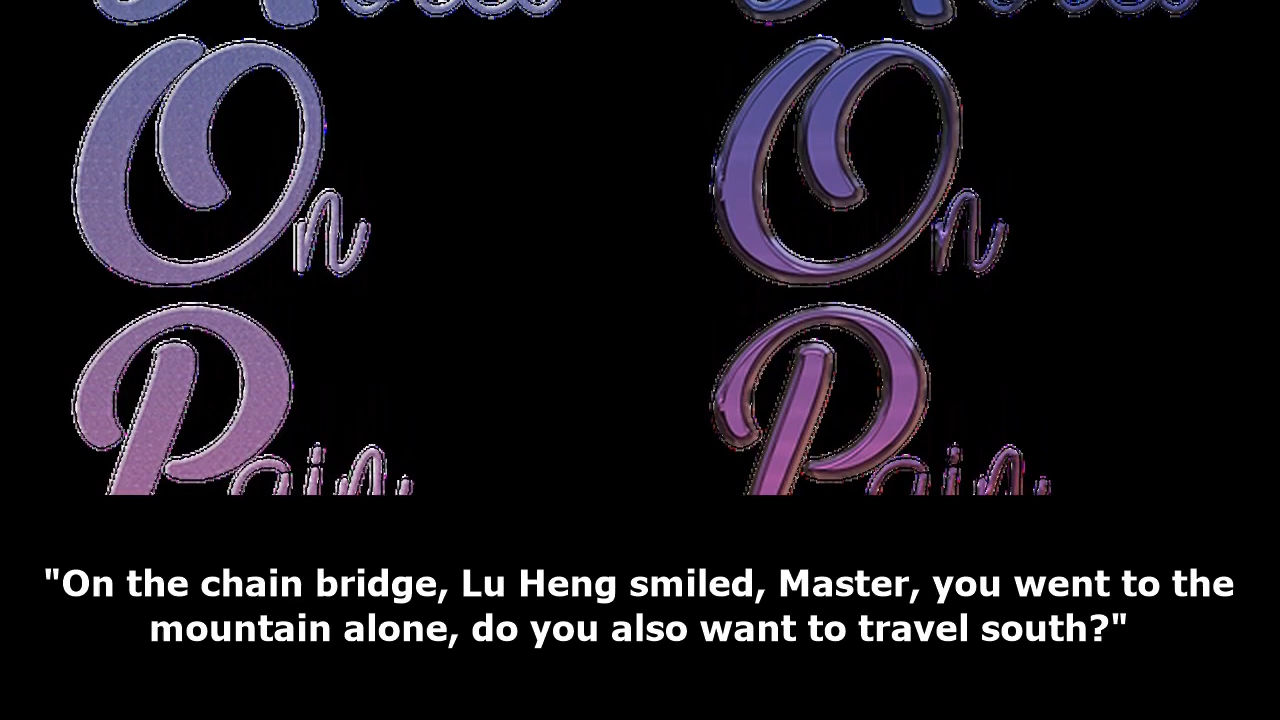 On On
"On the chain bridge, Lu Heng smiled, Master, you went to the
mountain alone, do you also want to travel south?"